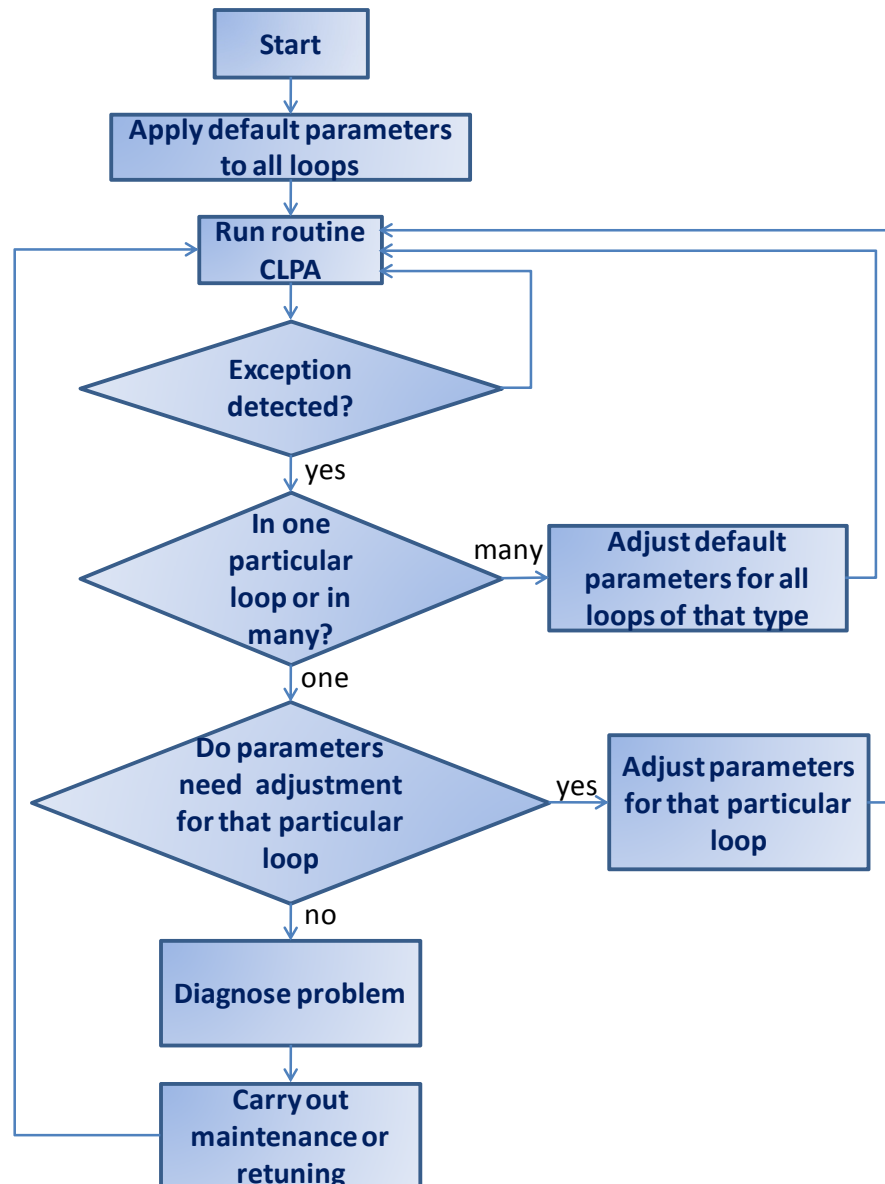 Start
Apply default parameters
to all loops
Run routine
CLPA
Exception
detected?
yes
In one
particular
loop or in
many?
many
Adjust default
parameters for all
loops of that type
one
Do parameters
need adjustment
for that particular
loop
yes
Adjust parameters
for that particular
loop
no
Diagnose problem
Carry out
maintenance or
retuning